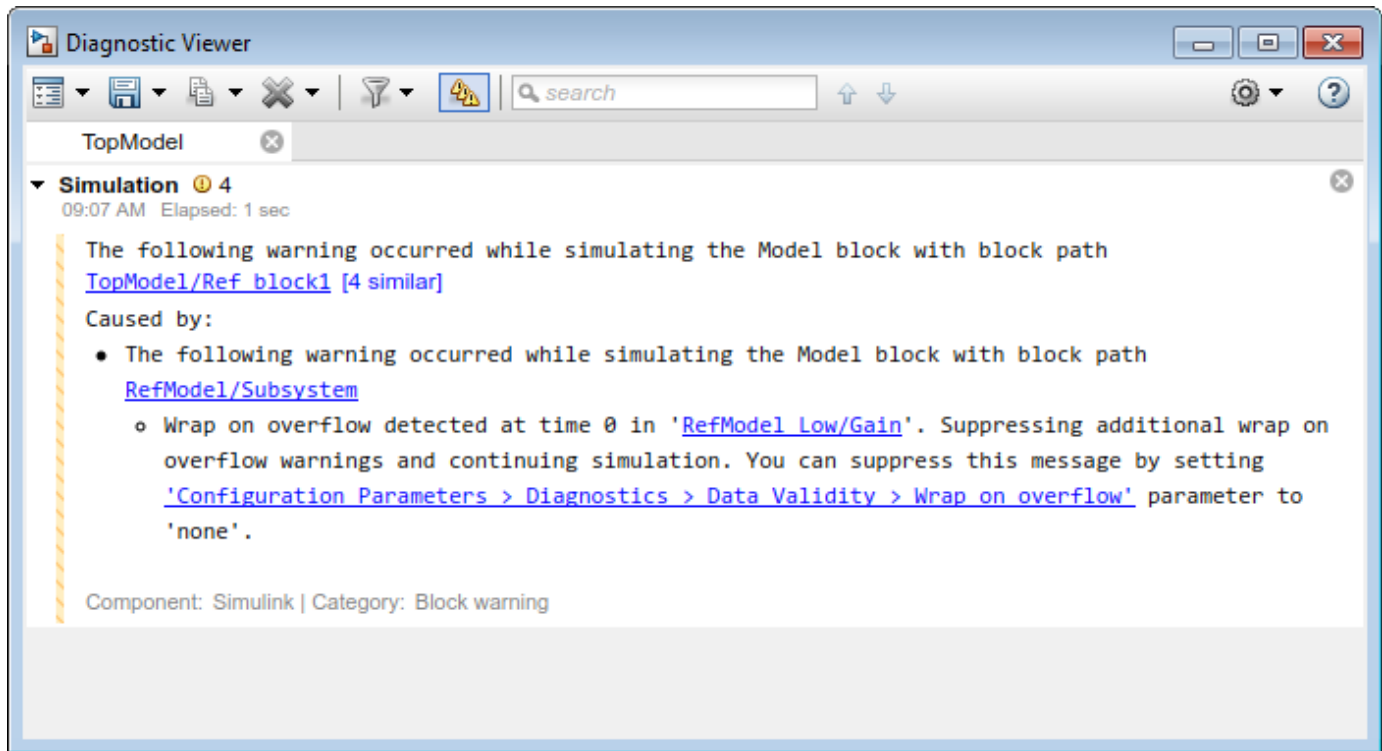 Diagnostic Viewer
search
TopModel
Simulation 4
09:07 AM Elapsed: 1 sec
The following warning occurred while simulating the Model block with block path
TopModel/Ref block1 [4 similar]
Caused by:
• The following warning occurred while simulating the Model block with block path
RefModel/Subsystem
◦ Wrap on overflow detected at time 0 in 'RefModel Low/Gain'. Suppressing additional wrap on
overflow warnings and continuing simulation. You can suppress this message by setting
'Configuration Parameters > Diagnostics > Data Validity > Wrap on overflow' parameter to
'none'.
Component: Simulink | Category: Block warning